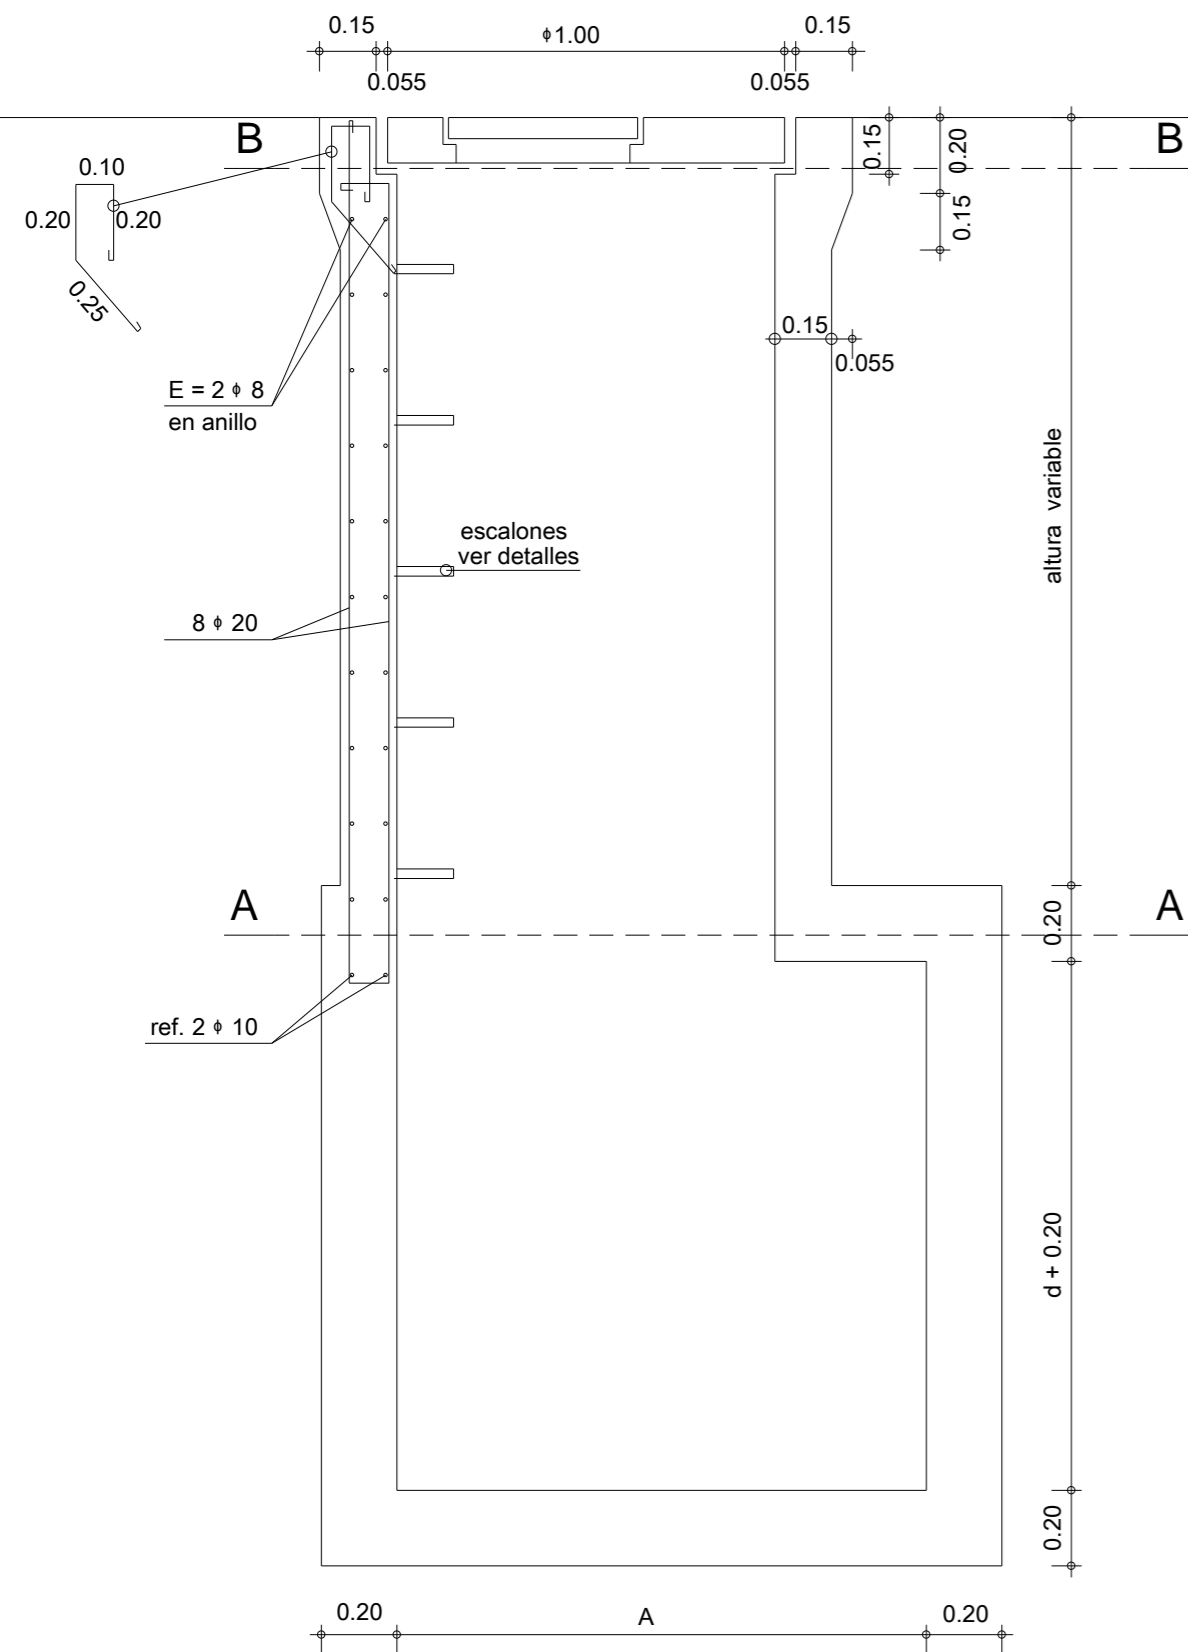 0.15
ϕ1.00
0.15
0.055
0.055
B
B
0.15
0.20
0.15
0.10
0.20
0.20
0.25
0.15
0.055
E = 2 ϕ 8
en anillo
altura variable
escalones
ver detalles
8 ϕ 20
A
A
0.20
ref. 2 ϕ 10
d + 0.20
0.20
0.20
A
0.20